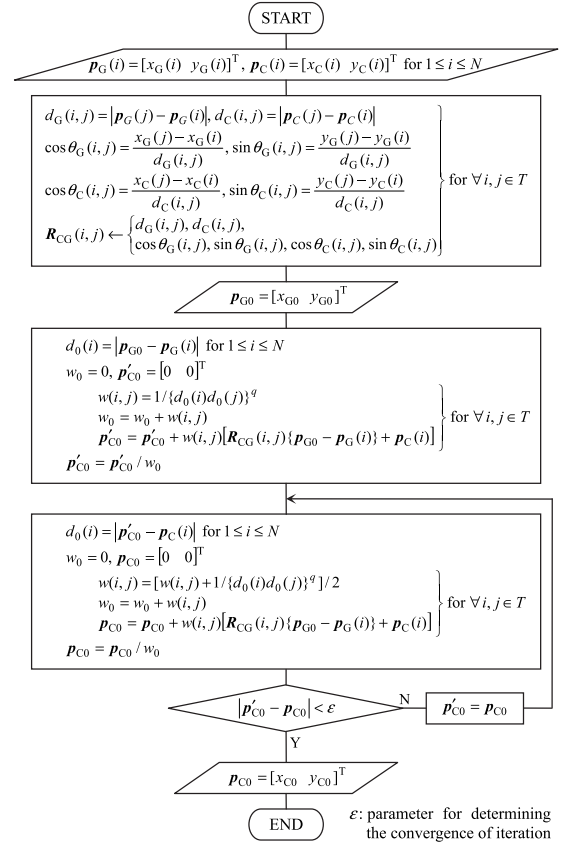 START
p_G(i) = [x_G(i) y_G(i)]^T, p_C(i) = [x_C(i) y_C(i)]^T for 1 ≤ i ≤ N
d_G(i, j) = |p_G(j) − p_G(i)|, d_C(i, j) = |p_C(j) − p_C(i)|
cos θ_G(i, j) = (x_G(j) − x_G(i)) / d_G(i, j), sin θ_G(i, j) = (y_G(j) − y_G(i)) / d_G(i, j)
cos θ_C(i, j) = (x_C(j) − x_C(i)) / d_C(i, j), sin θ_C(i, j) = (y_C(j) − y_C(i)) / d_C(i, j)
R_CG(i, j) ← { d_G(i, j), d_C(i, j),
cos θ_G(i, j), sin θ_G(i, j), cos θ_C(i, j), sin θ_C(i, j)
} for ∀ i, j ∈ T
p_G0 = [x_G0 y_G0]^T
d_0(i) = |p_G0 − p_G(i)| for 1 ≤ i ≤ N
w_0 = 0, p′_C0 = [0 0]^T
w(i, j) = 1/{d_0(i)d_0(j)}^q
w_0 = w_0 + w(i, j)
p′_C0 = p′_C0 + w(i, j)[R_CG(i, j){p_G0 − p_G(i)} + p_C(i)]
} for ∀ i, j ∈ T
p′_C0 = p′_C0 / w_0
d_0(i) = |p′_C0 − p_C(i)| for 1 ≤ i ≤ N
w_0 = 0, p_C0 = [0 0]^T
w(i, j) = [w(i, j) + 1/{d_0(i)d_0(j)}^q]/2
w_0 = w_0 + w(i, j)
p_C0 = p_C0 + w(i, j)[R_CG(i, j){p_G0 − p_G(i)} + p_C(i)]
} for ∀ i, j ∈ T
p_C0 = p_C0 / w_0
|p′_C0 − p_C0| < ε
N
p′_C0 = p_C0
Y
p_C0 = [x_C0 y_C0]^T
END
ε: parameter for determining
the convergence of iteration